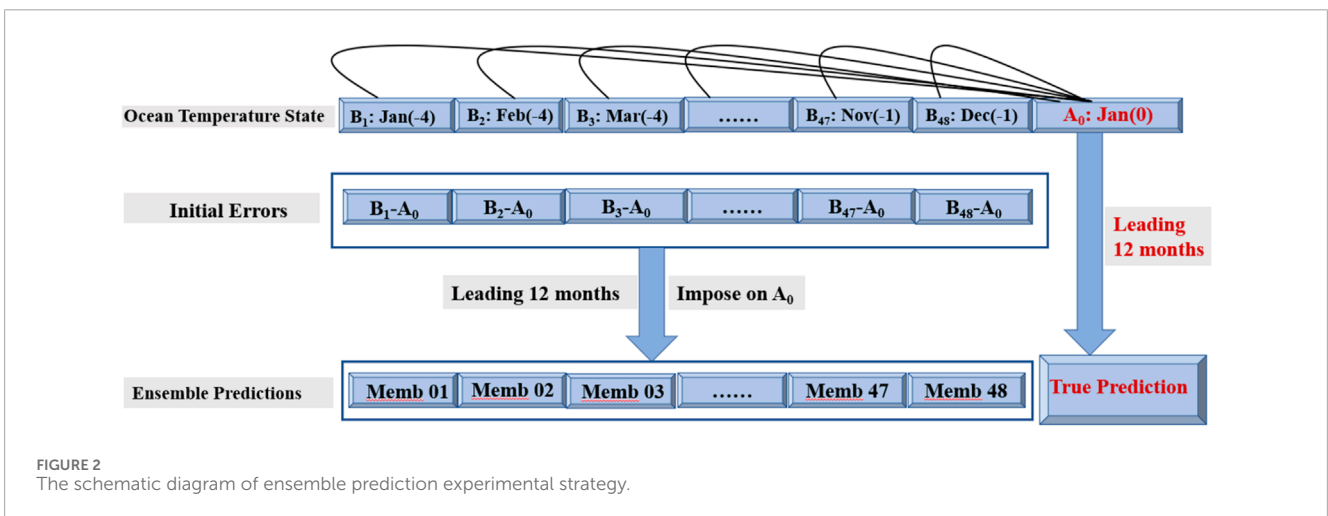 Ocean Temperature State
B₁: Jan(-4) B₂: Feb(-4) B₃: Mar(-4) ...... B₄₇: Nov(-1) B₄₈: Dec(-1) A₀: Jan(0)
Initial Errors
B₁-A₀ B₂-A₀ B₃-A₀ ...... B₄₇-A₀ B₄₈-A₀
Leading
12 months
Leading 12 months Impose on A₀
Ensemble Predictions
Memb 01 Memb 02 Memb 03 ...... Memb 47 Memb 48
True Prediction
FIGURE 2
The schematic diagram of ensemble prediction experimental strategy.